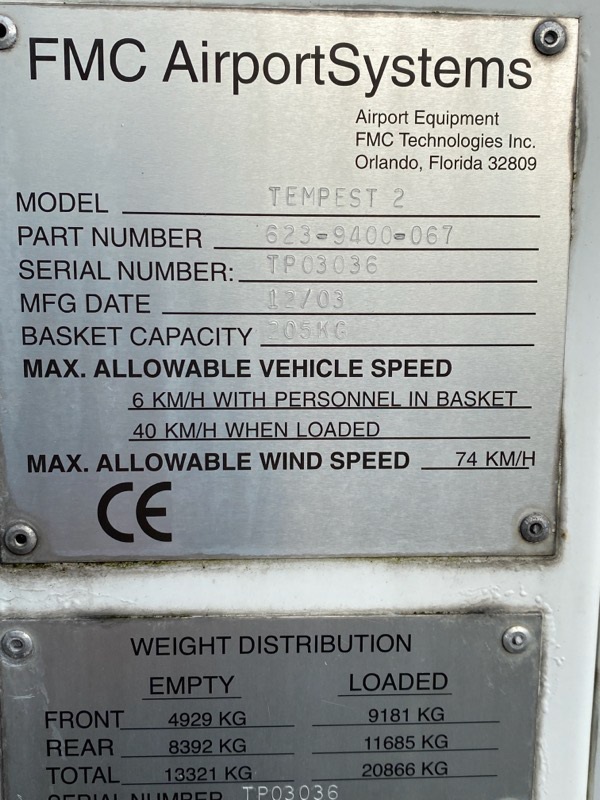 FMC AirportSystems
Airport Equipment
FMC Technologies Inc.
Orlando, Florida 32809
MODEL TEMPEST 2
PART NUMBER 623-9400-067
SERIAL NUMBER: TP03036
MFG DATE 12/03
BASKET CAPACITY 205KG
MAX. ALLOWABLE VEHICLE SPEED
6 KM/H WITH PERSONNEL IN BASKET
40 KM/H WHEN LOADED
MAX. ALLOWABLE WIND SPEED 74 KM/H
CE
WEIGHT DISTRIBUTION
EMPTY LOADED
FRONT 4929 KG 9181 KG
REAR 8392 KG 11685 KG
TOTAL 13321 KG 20866 KG
SERIAL NUMBER TP03036